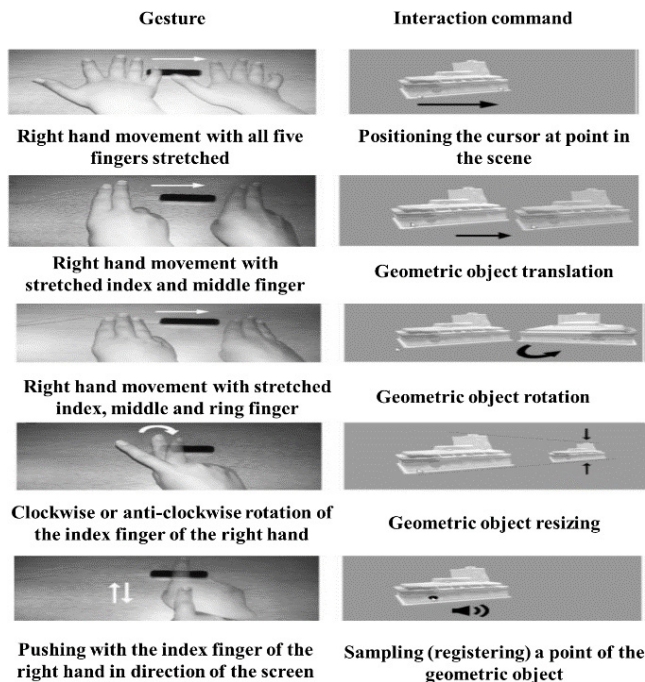 Gesture
Interaction command
Right hand movement with all five
fingers stretched
Positioning the cursor at point in
the scene
Right hand movement with
stretched index and middle finger
Geometric object translation
Right hand movement with stretched
index, middle and ring finger
Geometric object rotation
Clockwise or anti-clockwise rotation of
the index finger of the right hand
Geometric object resizing
Pushing with the index finger of the
right hand in direction of the screen
Sampling (registering) a point of the
geometric object